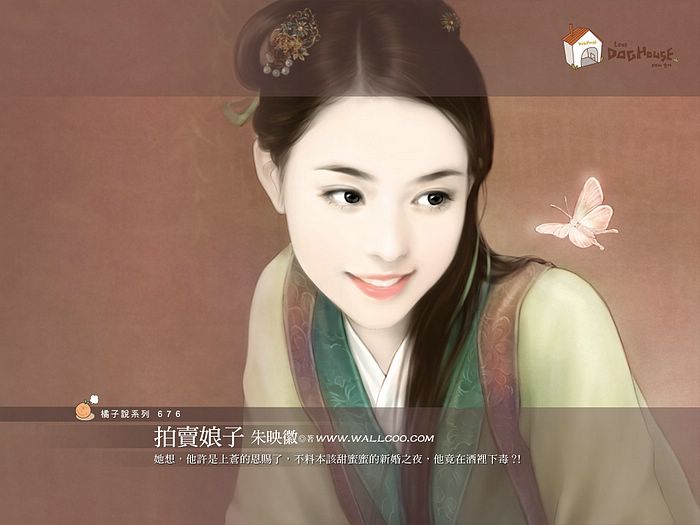 Love
DOGHOUSE
橘子說系列 676
拍賣娘子 朱映徽◎著 WWW.WALLCOO.COM
她想，他許是上蒼的恩賜了，不料本該甜蜜蜜的新婚之夜，他竟在酒裡下毒?!